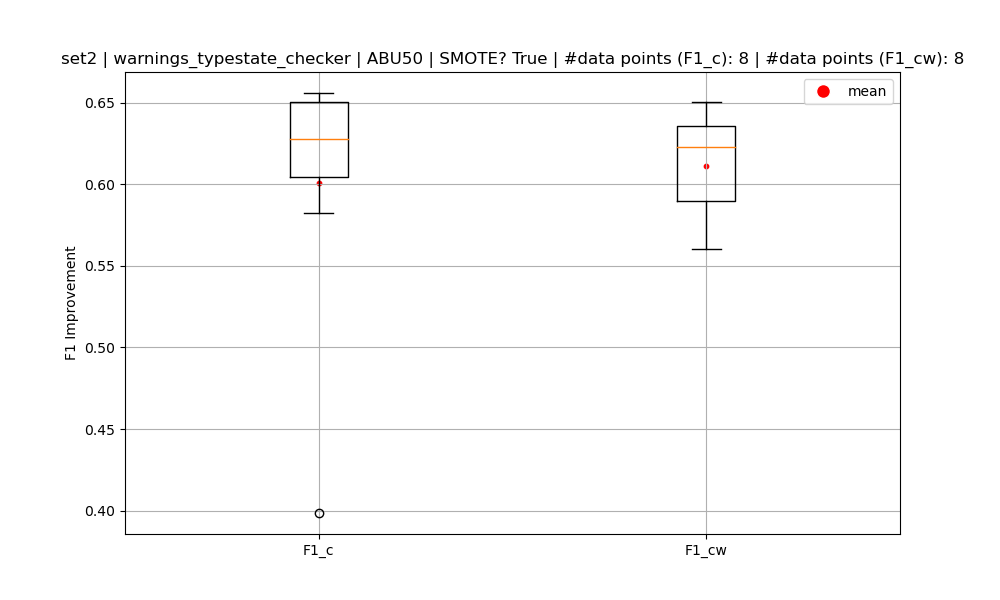 set2 | warnings_typestate_checker | ABU50 | SMOTE? True | #data points (F1_c): 8 | #data points (F1_cw): 8
mean
0.65
0.60
0.55
0.50
0.45
0.40
F1 Improvement
F1_c
F1_cw